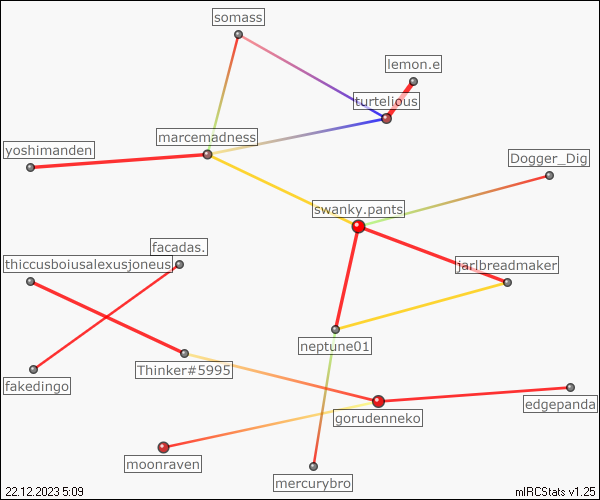 somass
lemon.e
turtelious
marcemadness
yoshimanden
Dogger_Dig
swanky.pants
facadas.
thiccusboiusalexusjoneus
jarlbreadmaker
neptune01
Thinker#5995
fakedingo
edgepanda
gorudenneko
moonraven
mercurybro
22.12.2023 5:09
mIRCStats v1.25